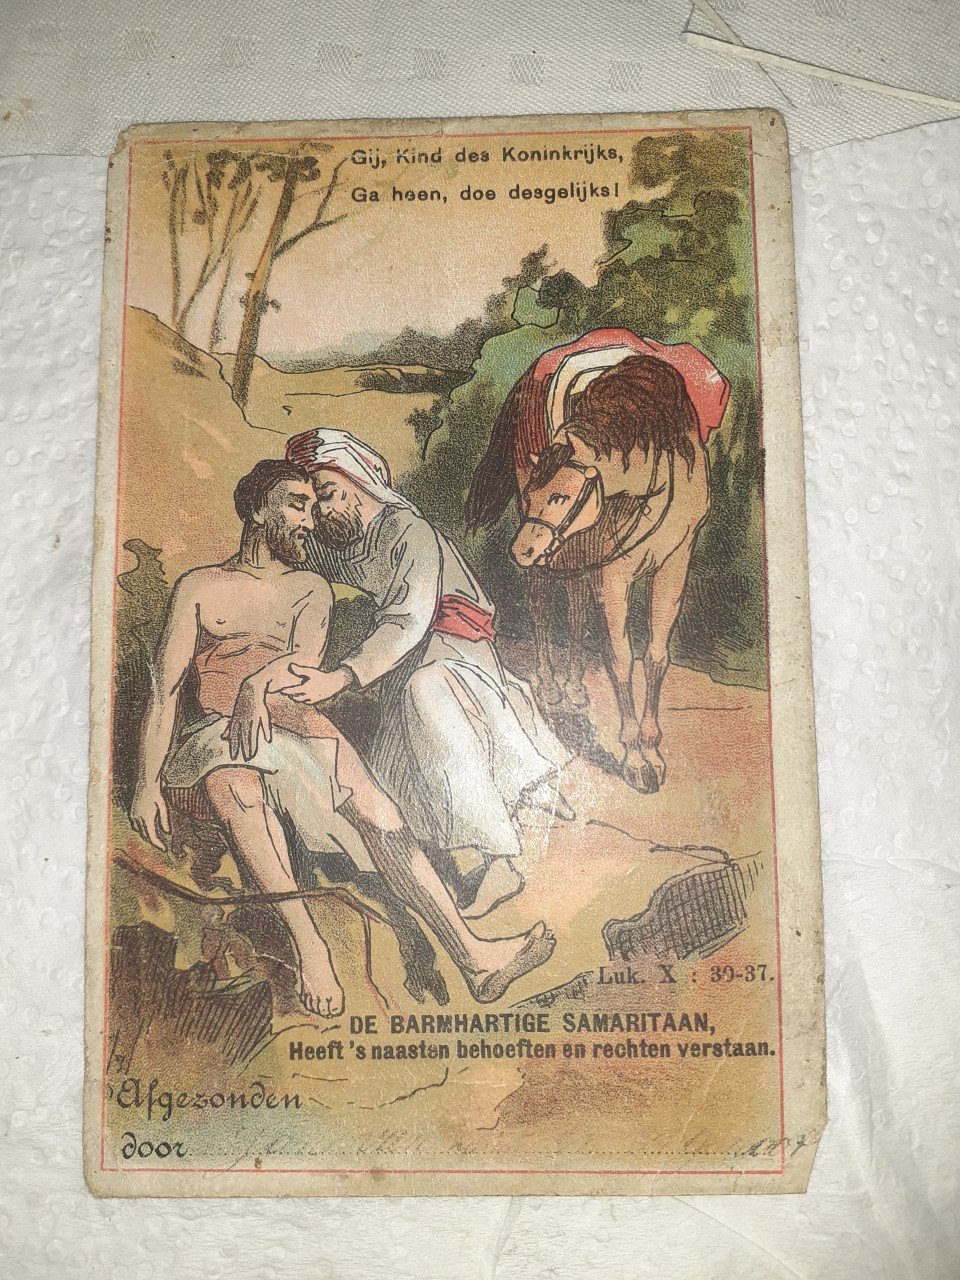 Gij, Kind des Koninkrijks,
Ga heen, doe desgelijks!
Luk. X : 30-37.
DE BARMHARTIGE SAMARITAAN,
Heeft 's naasten behoeften en rechten verstaan.
Afgezonden
door